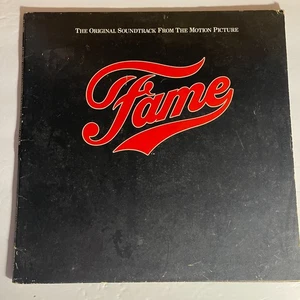 THE ORIGINAL SOUNDTRACK FROM THE MOTION PICTURE
Fame